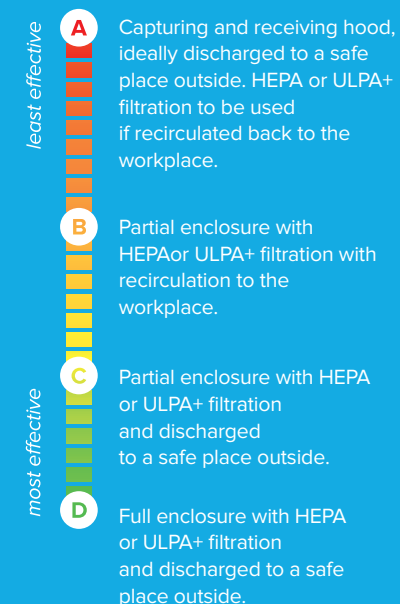 least effective
A
Capturing and receiving hood,
ideally discharged to a safe
place outside. HEPA or ULPA+
filtration to be used
if recirculated back to the
workplace.
B
Partial enclosure with
HEPAor ULPA+ filtration with
recirculation to the
workplace.
most effective
C
Partial enclosure with HEPA
or ULPA+ filtration
and discharged
to a safe place outside.
D
Full enclosure with HEPA
or ULPA+ filtration
and discharged to a safe
place outside.